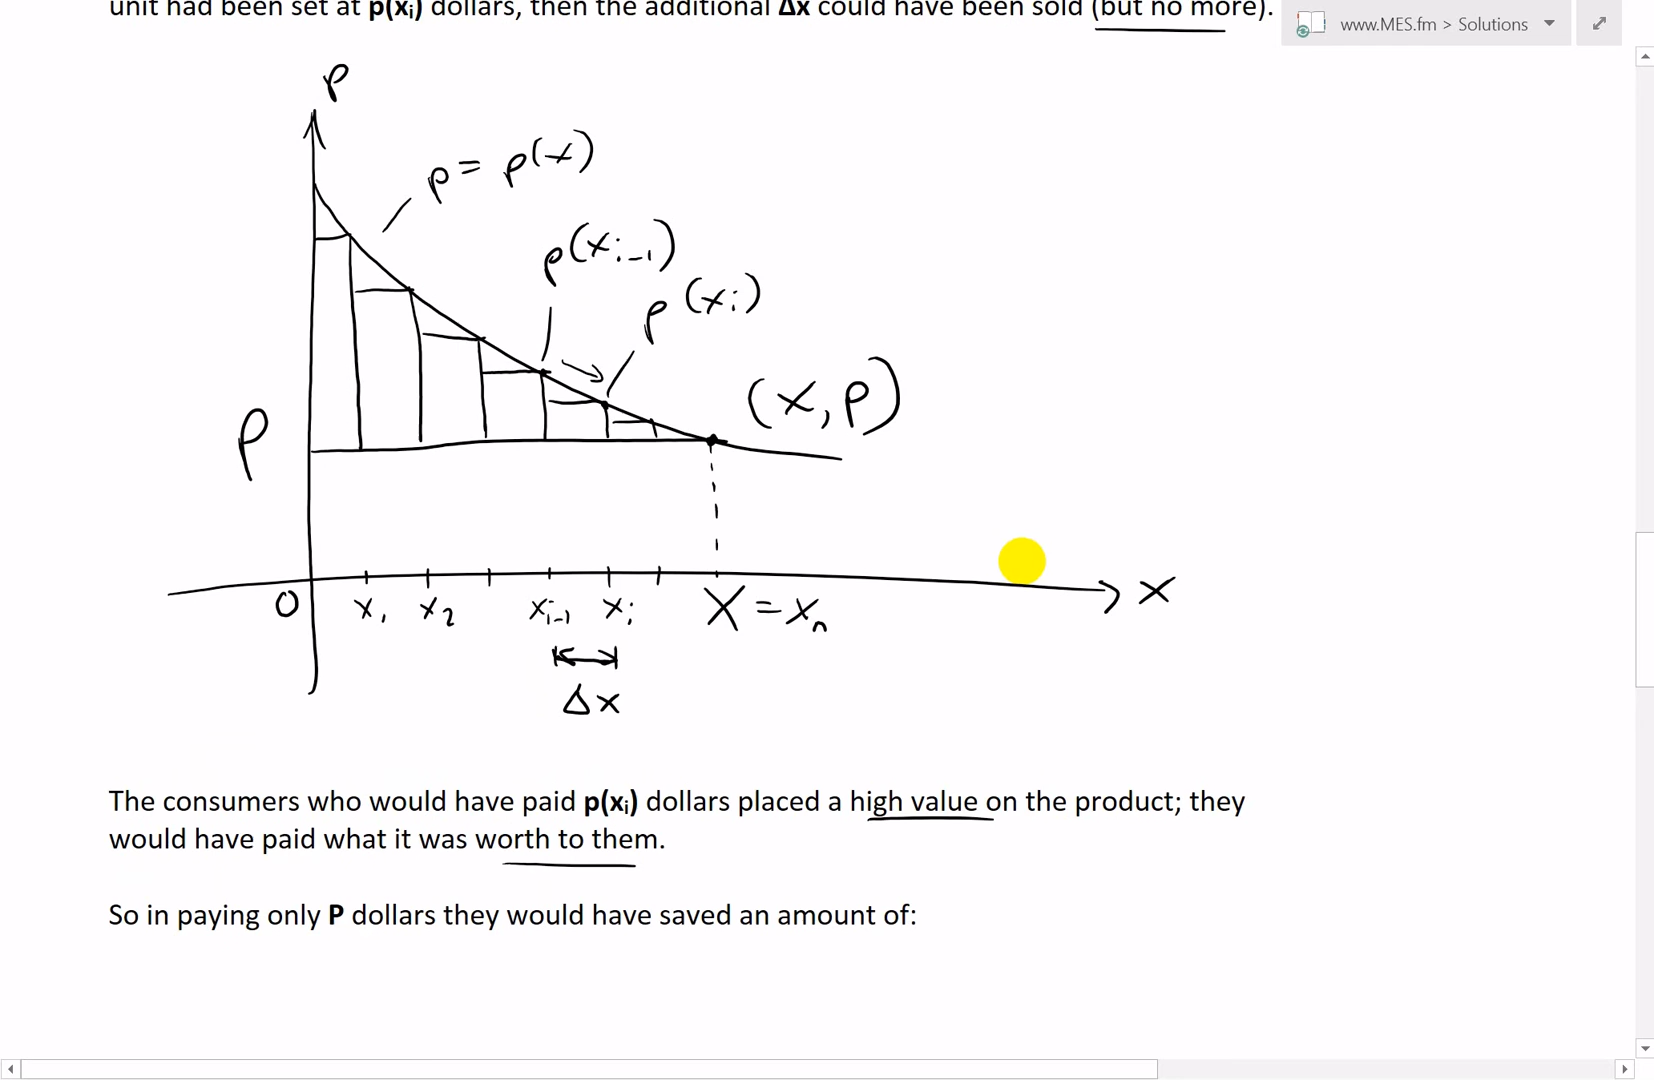 unit had been set at p(xᵢ) dollars, then the additional Δx could have been sold (but no more).
www.MES.fm > Solutions
p
p = p(x)
p(xᵢ₋₁)
p(xᵢ)
(X, P)
P
0 x₁ x₂ xᵢ₋₁ xᵢ X = xₙ x
Δx
The consumers who would have paid p(xᵢ) dollars placed a high value on the product; they
would have paid what it was worth to them.
So in paying only P dollars they would have saved an amount of: